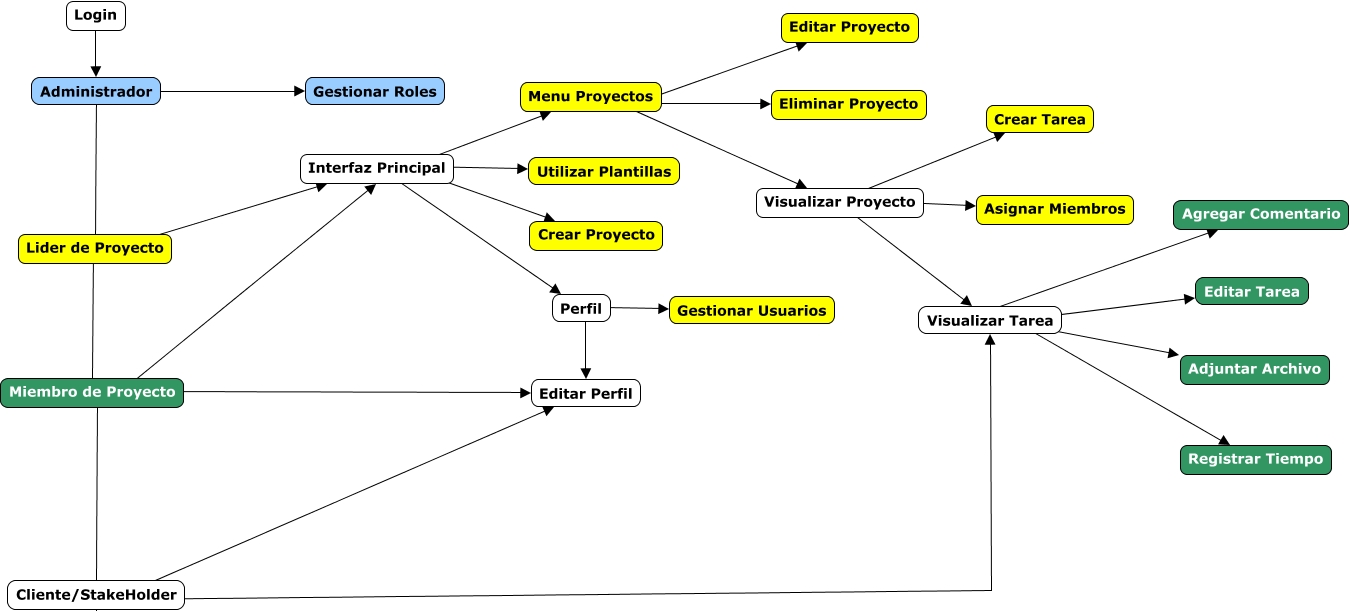 Login
Editar Proyecto
Administrador
Gestionar Roles
Menu Proyectos
Eliminar Proyecto
Crear Tarea
Interfaz Principal
Utilizar Plantillas
Visualizar Proyecto
Asignar Miembros
Agregar Comentario
Lider de Proyecto
Crear Proyecto
Editar Tarea
Perfil
Gestionar Usuarios
Visualizar Tarea
Adjuntar Archivo
Miembro de Proyecto
Editar Perfil
Registrar Tiempo
Cliente/StakeHolder